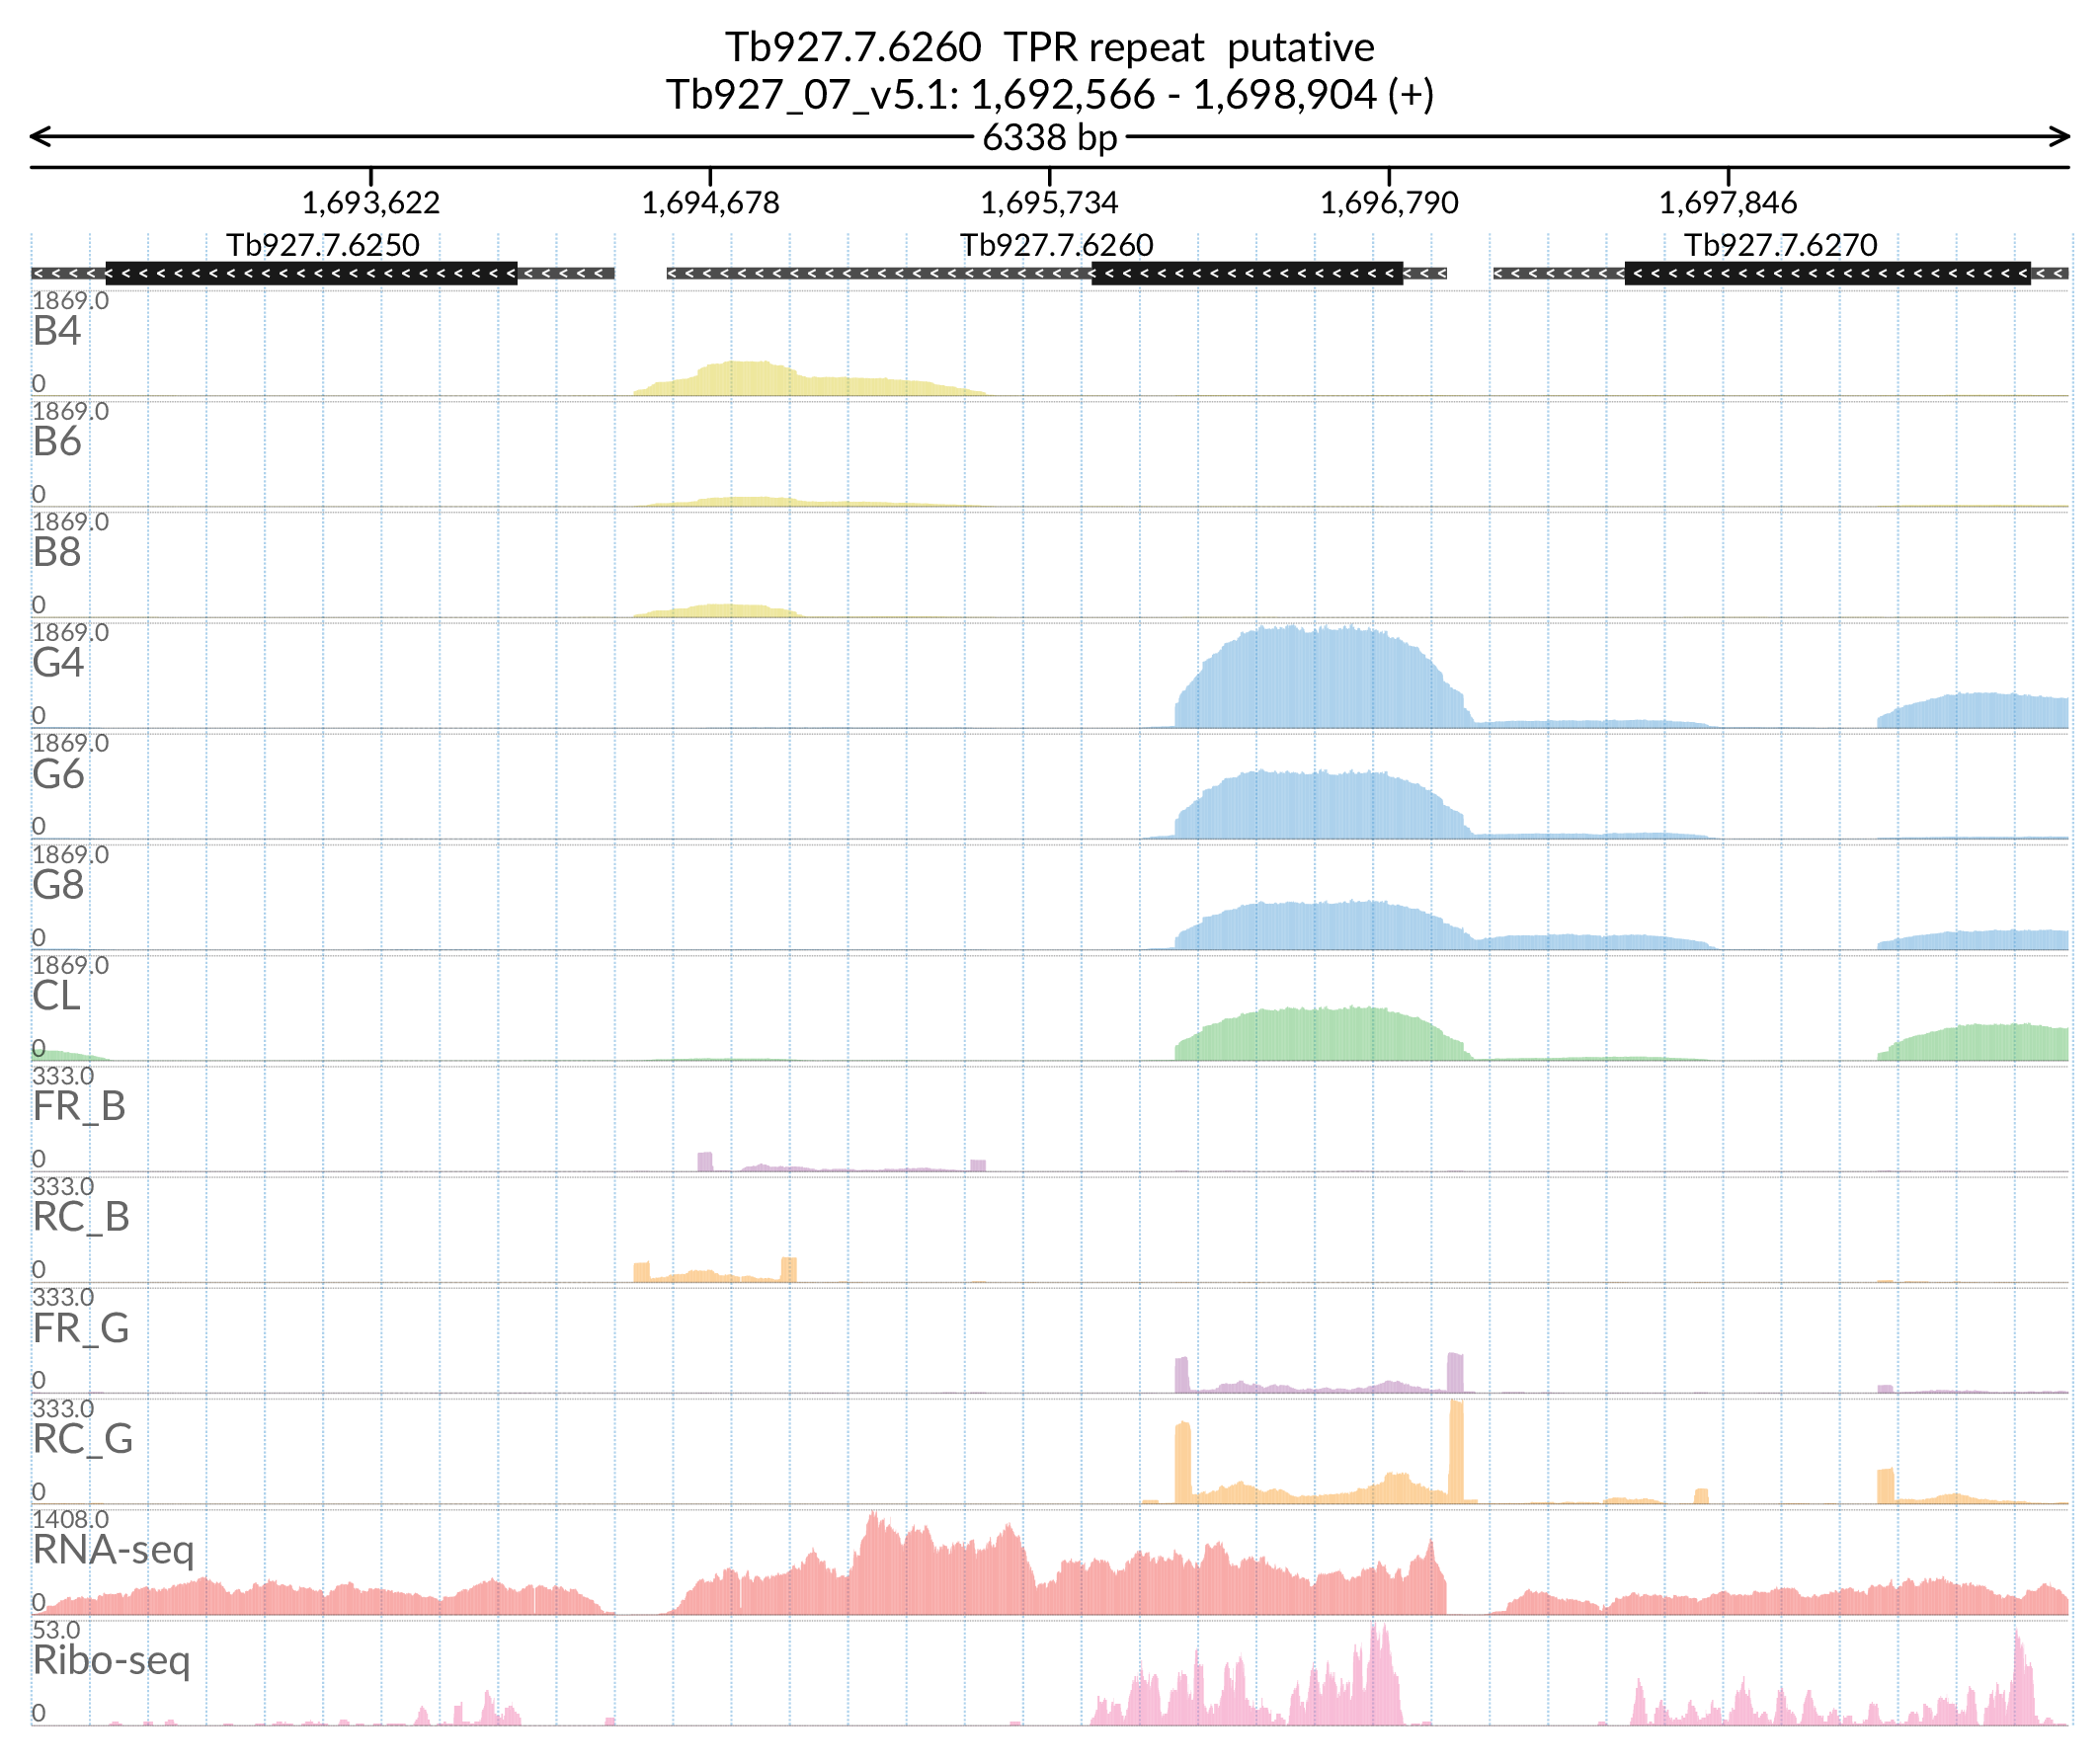 Tb927.7.6260 TPR repeat putative
Tb927_07_v5.1: 1,692,566 - 1,698,904 (+)
6338 bp
1,693,622 1,694,678 1,695,734 1,696,790 1,697,846
Tb927.7.6250 Tb927.7.6260 Tb927.7.6270
1869.0
B4
0
1869.0
B6
0
1869.0
B8
0
1869.0
G4
0
1869.0
G6
0
1869.0
G8
0
1869.0
CL
0
333.0
FR_B
0
333.0
RC_B
0
333.0
FR_G
0
333.0
RC_G
0
1408.0
RNA-seq
0
53.0
Ribo-seq
0